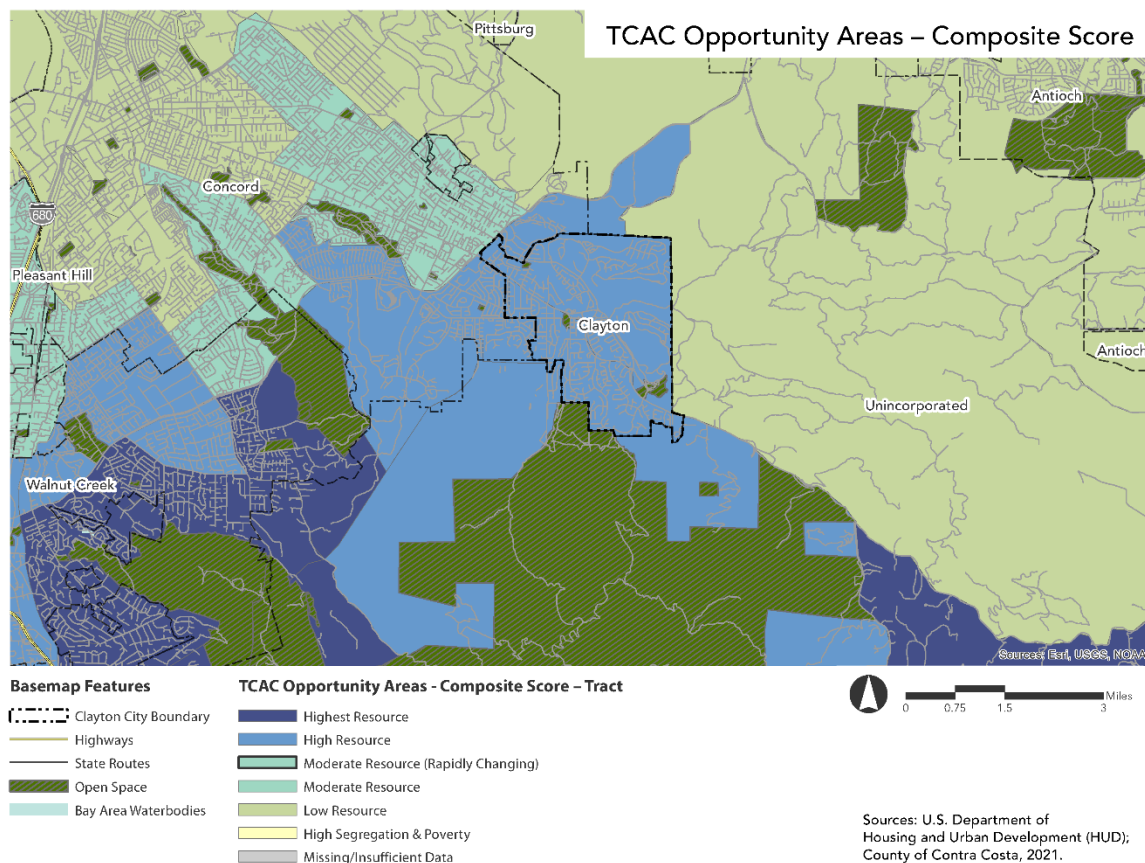 TCAC Opportunity Areas – Composite Score
Pittsburg
Antioch
Concord
680
Pleasant Hill
Clayton
Antioch
Unincorporated
Walnut Creek
Sources: Esri, USGS, NOAA
Basemap Features
Clayton City Boundary
Highways
State Routes
Open Space
Bay Area Waterbodies
TCAC Opportunity Areas - Composite Score – Tract
Highest Resource
High Resource
Moderate Resource (Rapidly Changing)
Moderate Resource
Low Resource
High Segregation & Poverty
Missing/Insufficient Data
Miles
0 0.75 1.5 3
Sources: U.S. Department of
Housing and Urban Development (HUD);
County of Contra Costa, 2021.